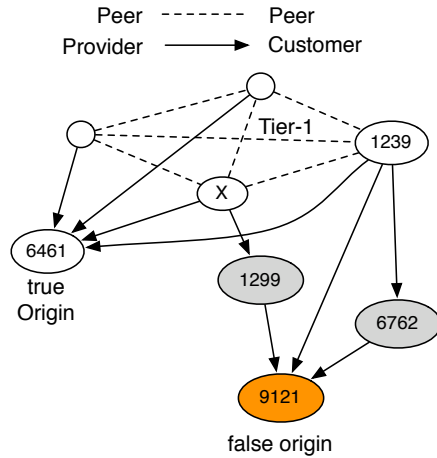 Peer Peer
Provider Customer
Tier-1
1239
X
6461
true
Origin
1299
6762
9121
false origin